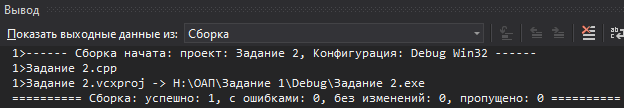 Вывод
Показать выходные данные из: Сборка
1>------ Сборка начата: проект: Задание 2, Конфигурация: Debug Win32 ------
1>Задание 2.cpp
1>Задание 2.vcxproj -> H:\ОАП\Задание 1\Debug\Задание 2.exe
========== Сборка: успешно: 1, с ошибками: 0, без изменений: 0, пропущено: 0 ==========